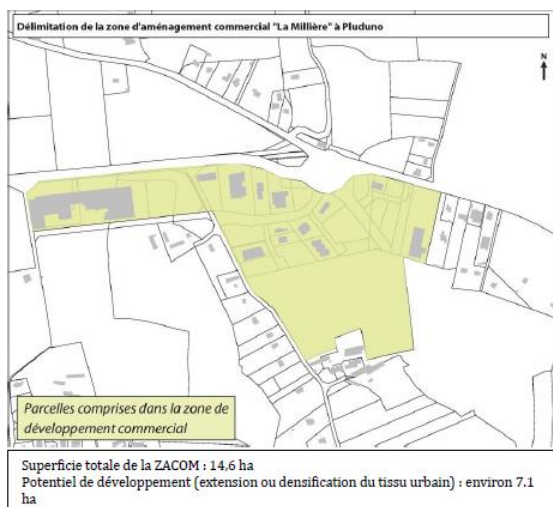 Délimitation de la zone d'aménagement commercial "La Millière" à Pluduno
N
Parcelles comprises dans la zone de
développement commercial
Superficie totale de la ZACOM : 14,6 ha
Potentiel de développement (extension ou densification du tissu urbain) : environ 7.1
ha